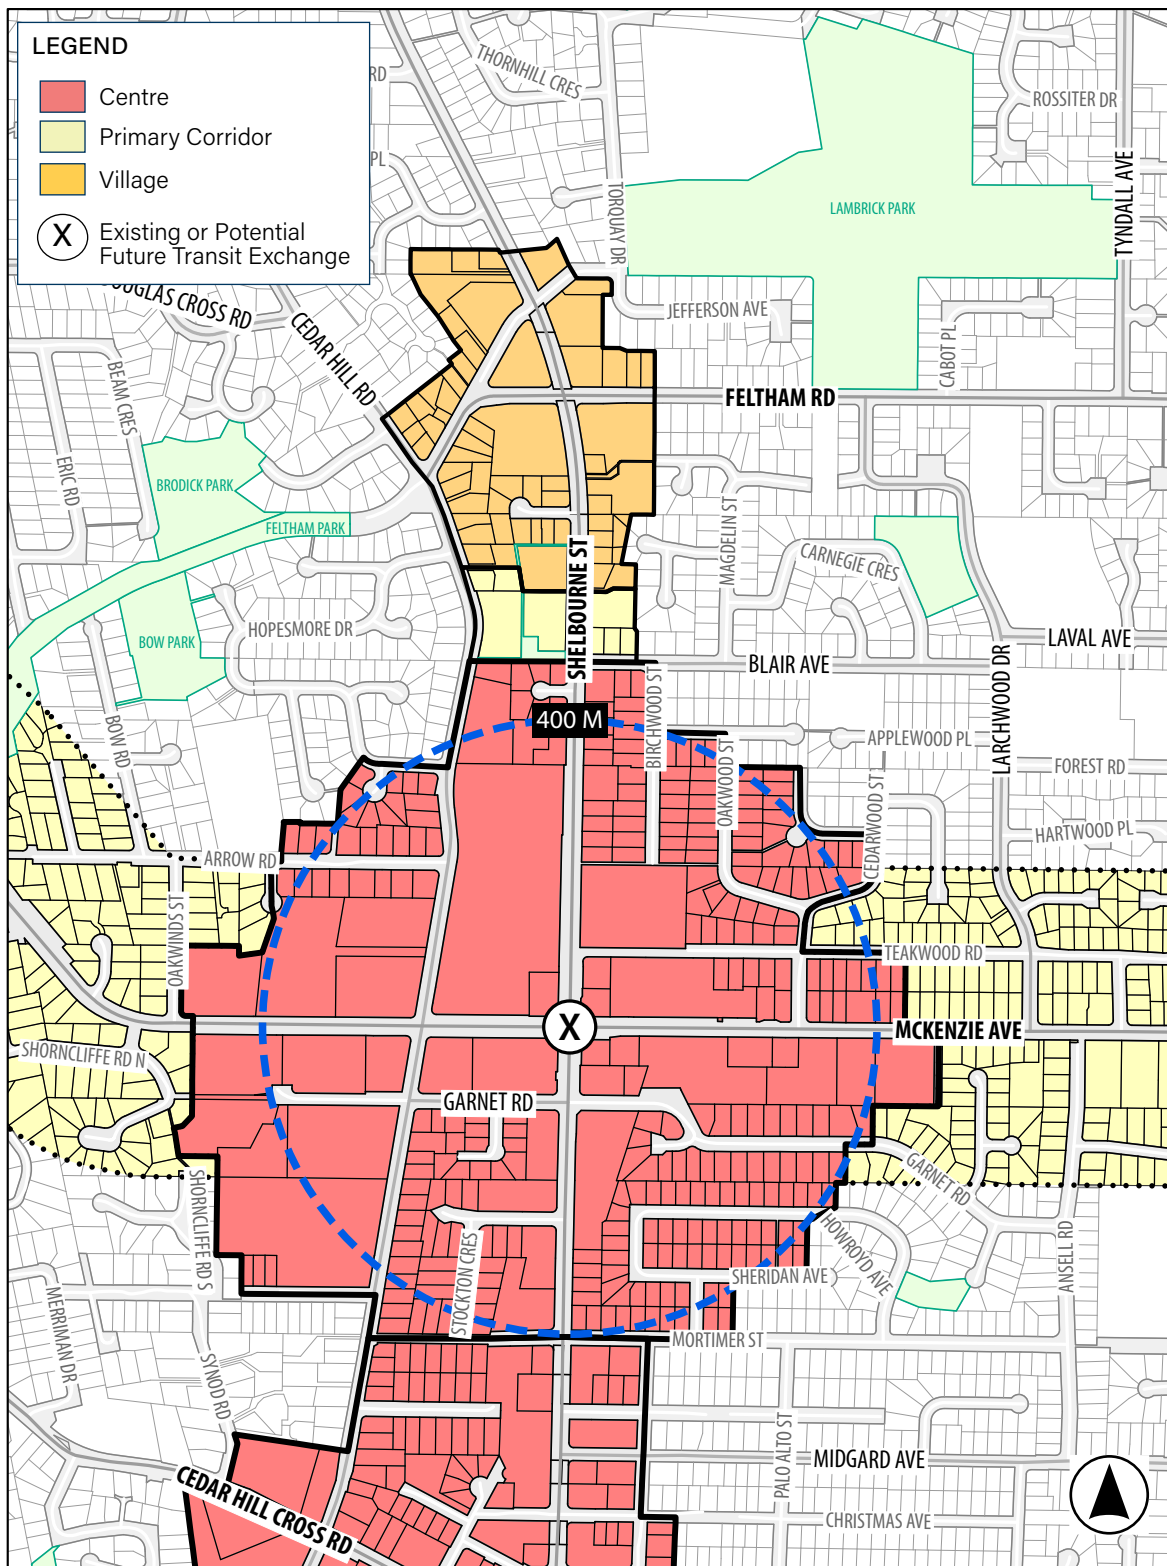 LEGEND
Centre
Primary Corridor
Village
X
Existing or Potential
Future Transit Exchange
RD
PL
THORNHILL CRES
ROSSITER DR
TYNDALL AVE
TORQUAY DR
LAMBRICK PARK
JEFFERSON AVE
CABOT PL
CEDAR HILL RD
BEAM CRES
FELTHAM RD
ERIC RD
BRODICK PARK
FELTHAM PARK
MAGDELIN ST
CARNEGIE CRES
SHELBOURNE ST
HOPESMORE DR
BOW PARK
LAVAL AVE
BLAIR AVE
LARCHWOOD DR
BOW RD
BIRCHWOOD ST
400 M
OAKWOOD ST
APPLEWOOD PL
FOREST RD
CEDARWOOD ST
HARTWOOD PL
ARROW RD
OAKWINDS ST
TEAKWOOD RD
X
MCKENZIE AVE
SHORNCLIFFE RD N
GARNET RD
GARNET RD
SHORNCLIFFE RD S
STOCKTON CRES
HOWROYD AVE
ANSELL RD
SHERIDAN AVE
MERRIMAN DR
MORTIMER ST
SYNOD RD
PALO ALTO ST
MIDGARD AVE
CEDAR HILL CROSS RD
CHRISTMAS AVE